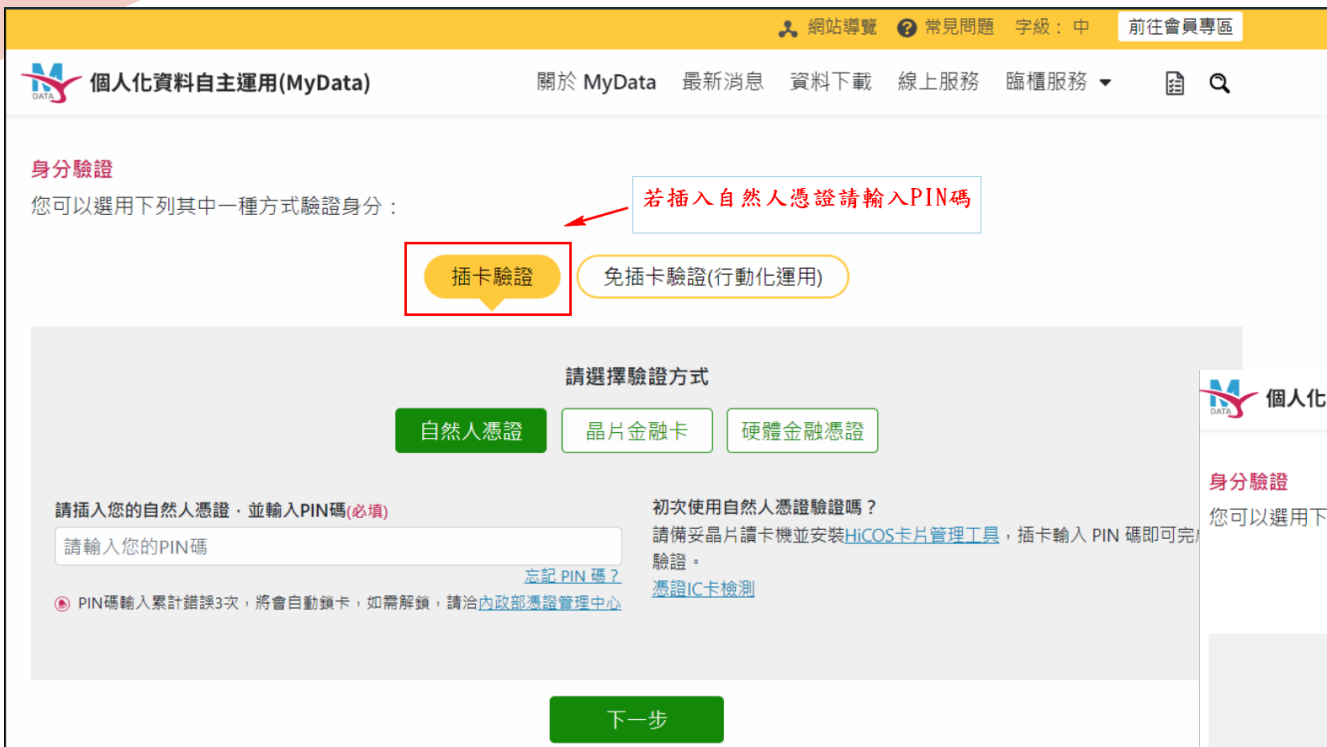 網站導覽 常見問題 字級：中 前往會員專區
MY DATA 個人化資料自主運用(MyData) 關於 MyData 最新消息 資料下載 線上服務 臨櫃服務
身分驗證
您可以選用下列其中一種方式驗證身分：
若插入自然人憑證請輸入PIN碼
插卡驗證 免插卡驗證(行動化運用)
請選擇驗證方式
自然人憑證 晶片金融卡 硬體金融憑證
請插入您的自然人憑證，並輸入PIN碼(必填)
請輸入您的PIN碼
忘記 PIN 碼？
PIN碼輸入累計錯誤3次，將會自動鎖卡，如需解鎖，請洽內政部憑證管理中心
初次使用自然人憑證驗證嗎？
請備妥晶片讀卡機並安裝HiCOS卡片管理工具，插卡輸入 PIN 碼即可完
驗證。
憑證IC卡檢測
下一步
MY DATA 個人化
身分驗證
您可以選用下